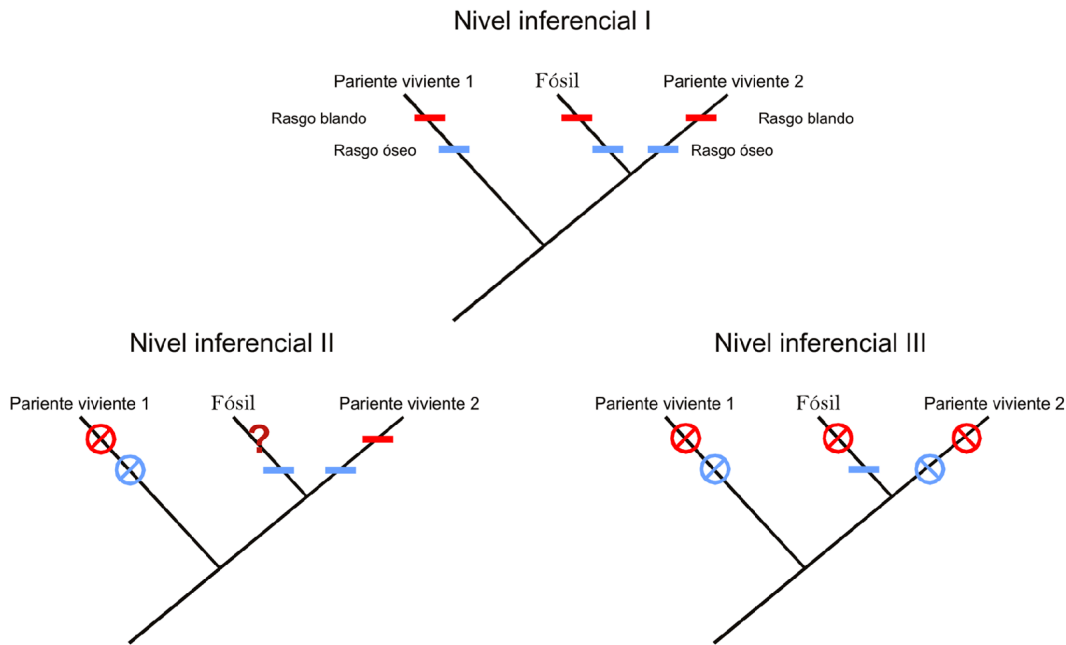 Nivel inferencial I
Pariente viviente 1
Fósil
Pariente viviente 2
Rasgo blando
Rasgo blando
Rasgo óseo
Rasgo óseo
Nivel inferencial II
Nivel inferencial III
Pariente viviente 1
Fósil
Pariente viviente 2
Pariente viviente 1
Fósil
Pariente viviente 2
?